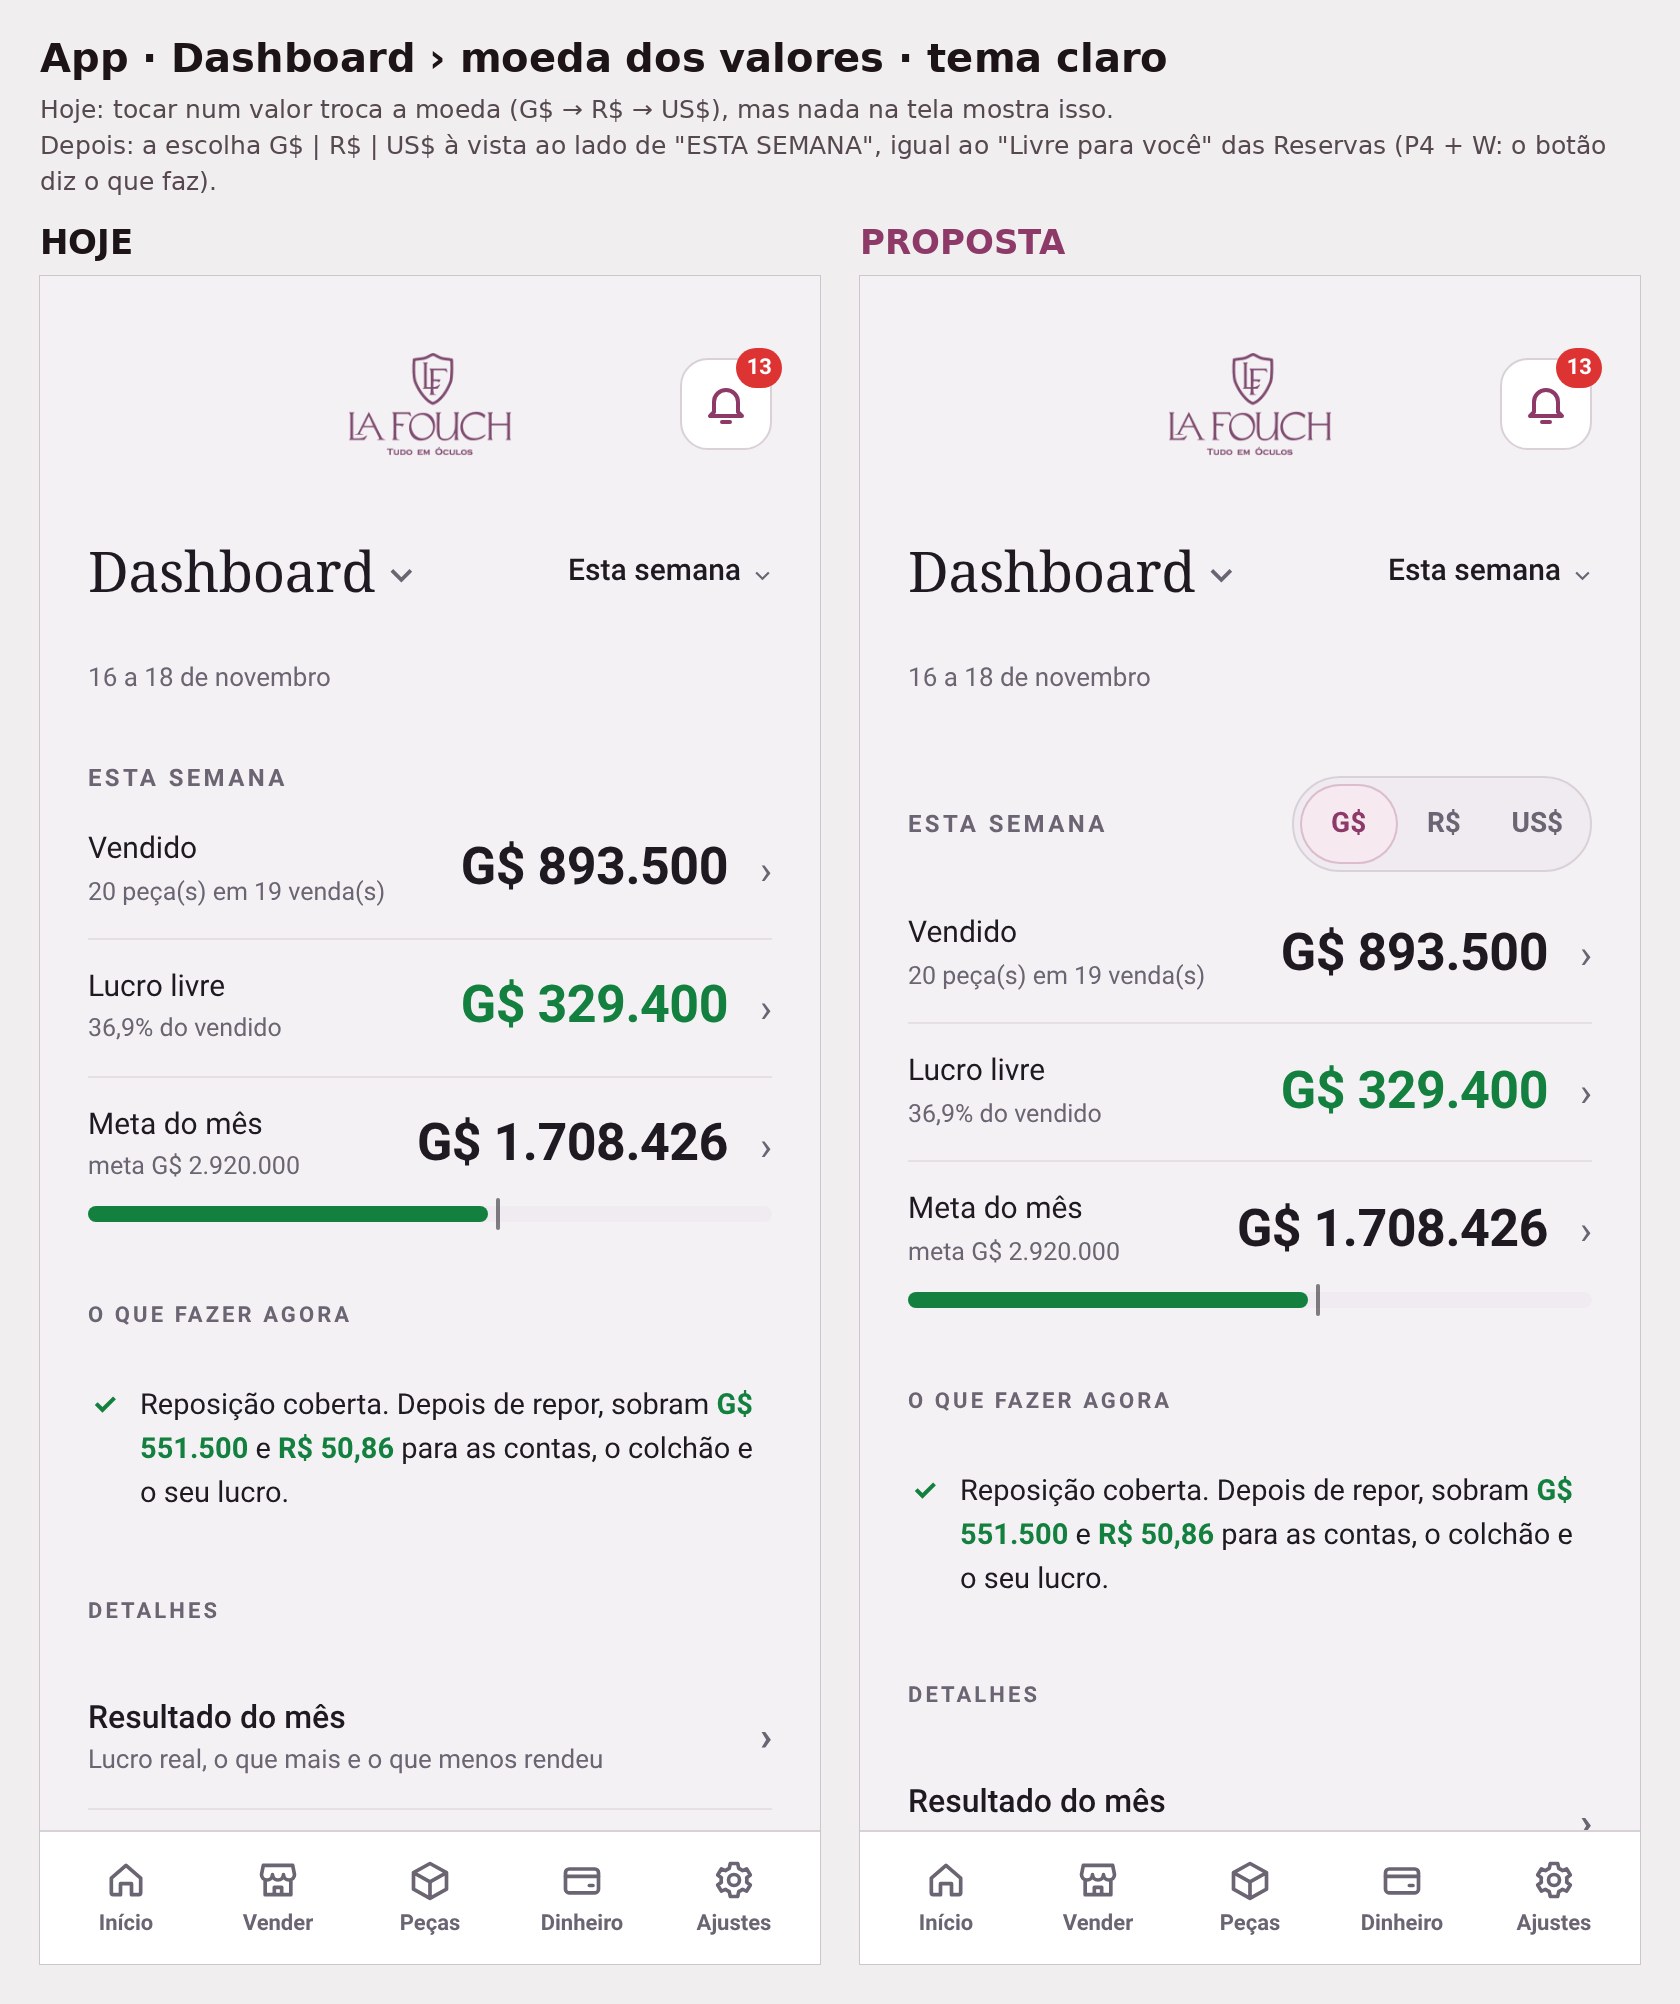 App · Dashboard › moeda dos valores · tema claro
Hoje: tocar num valor troca a moeda (G$ → R$ → US$), mas nada na tela mostra isso.
Depois: a escolha G$ | R$ | US$ à vista ao lado de "ESTA SEMANA", igual ao "Livre para você" das Reservas (P4 + W: o botão
diz o que faz).
HOJE
LF
LA FOUCH
TUDO EM ÓCULOS
13
Dashboard
Esta semana
16 a 18 de novembro
ESTA SEMANA
Vendido
20 peça(s) em 19 venda(s)
G$ 893.500 ›
Lucro livre
36,9% do vendido
G$ 329.400 ›
Meta do mês
meta G$ 2.920.000
G$ 1.708.426 ›
O QUE FAZER AGORA
Reposição coberta. Depois de repor, sobram G$
551.500 e R$ 50,86 para as contas, o colchão e
o seu lucro.
DETALHES
Resultado do mês
Lucro real, o que mais e o que menos rendeu
›
Início
Vender
Peças
Dinheiro
Ajustes
PROPOSTA
LF
LA FOUCH
TUDO EM ÓCULOS
13
Dashboard
Esta semana
16 a 18 de novembro
ESTA SEMANA
G$ R$ US$
Vendido
20 peça(s) em 19 venda(s)
G$ 893.500 ›
Lucro livre
36,9% do vendido
G$ 329.400 ›
Meta do mês
meta G$ 2.920.000
G$ 1.708.426 ›
O QUE FAZER AGORA
Reposição coberta. Depois de repor, sobram G$
551.500 e R$ 50,86 para as contas, o colchão e
o seu lucro.
DETALHES
Resultado do mês
›
Início
Vender
Peças
Dinheiro
Ajustes